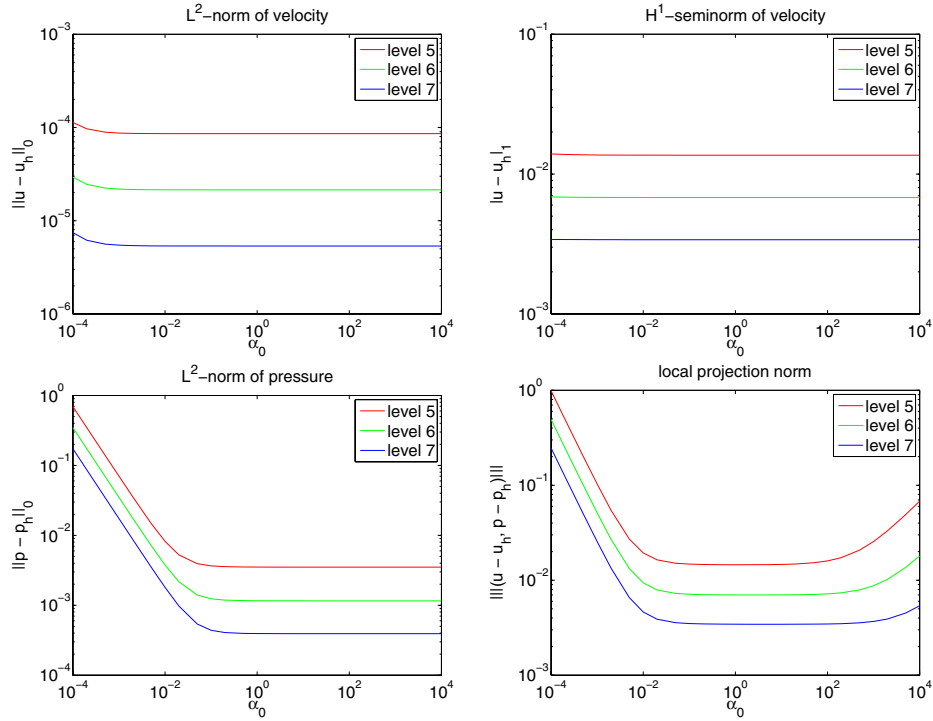 L²−norm of velocity
10⁻³
10⁻⁴
10⁻⁵
10⁻⁶
||u − u_h||_0
level 5
level 6
level 7
10⁻⁴ 10⁻² 10⁰ 10² 10⁴
α_0
H¹−seminorm of velocity
10⁻¹
10⁻²
10⁻³
|u − u_h|_1
level 5
level 6
level 7
10⁻⁴ 10⁻² 10⁰ 10² 10⁴
α_0
L²−norm of pressure
10⁰
10⁻¹
10⁻²
10⁻³
10⁻⁴
||p − p_h||_0
level 5
level 6
level 7
10⁻⁴ 10⁻² 10⁰ 10² 10⁴
α_0
local projection norm
10⁰
10⁻¹
10⁻²
10⁻³
|||(u − u_h, p − p_h)|||
level 5
level 6
level 7
10⁻⁴ 10⁻² 10⁰ 10² 10⁴
α_0